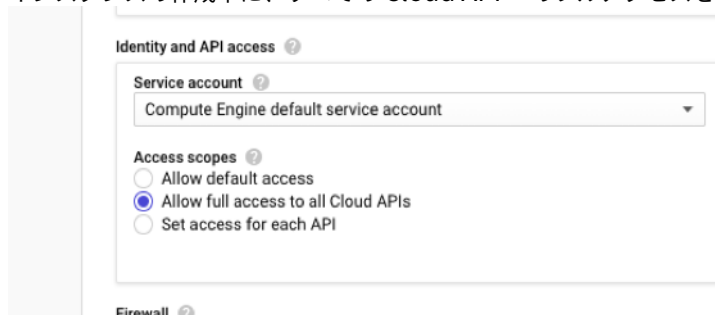 Identity and API access
Service account
Compute Engine default service account
Access scopes
Allow default access
Allow full access to all Cloud APIs
Set access for each API
Firewall